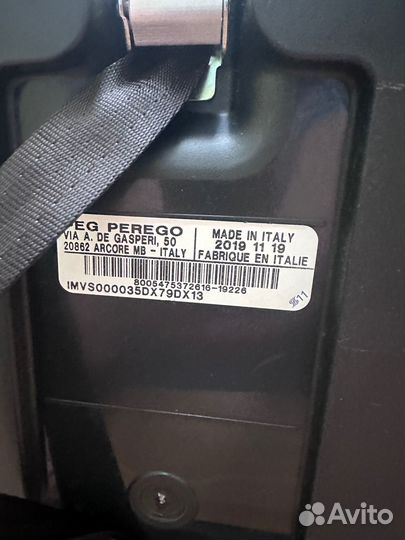 PEG PEREGO
VIA A. DE GASPERI, 50
20862 ARCORE MB - ITALY
MADE IN ITALY
2019 11 19
FABRIQUE EN ITALIE
8005475372616-19226
IMVS000035DX79DX13
Avito